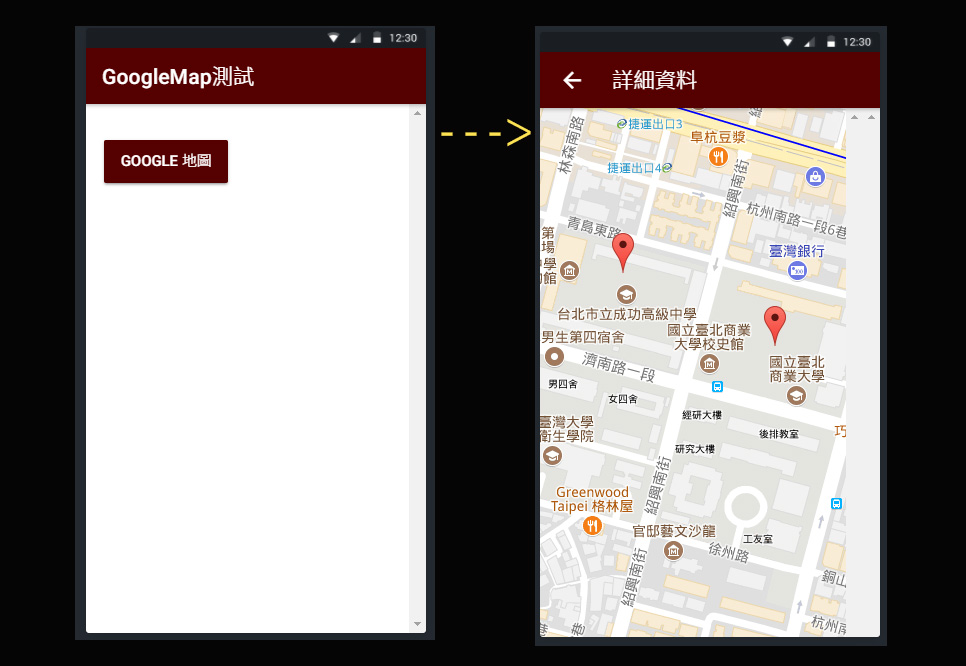 12:30
GoogleMap測試
GOOGLE 地圖
12:30
詳細資料
捷運出口3
阜杭豆漿
林森南路
捷運出口4
紹興南街
杭州南路一段6巷
青島東路
第
場
臺灣銀行
學
館
台北市立成功高級中學
國立臺北商業
大學校史館
男生第四宿舍
濟南路一段
國立臺北
商業大學
男四舍
女四舍
經研大樓
臺灣大學
衛生學院
後排教室
巧
研究大樓
紹興南街
Greenwood
Taipei 格林屋
官邸藝文沙龍
工友室
徐州路
紹興南街
銅山
杭州南
巷